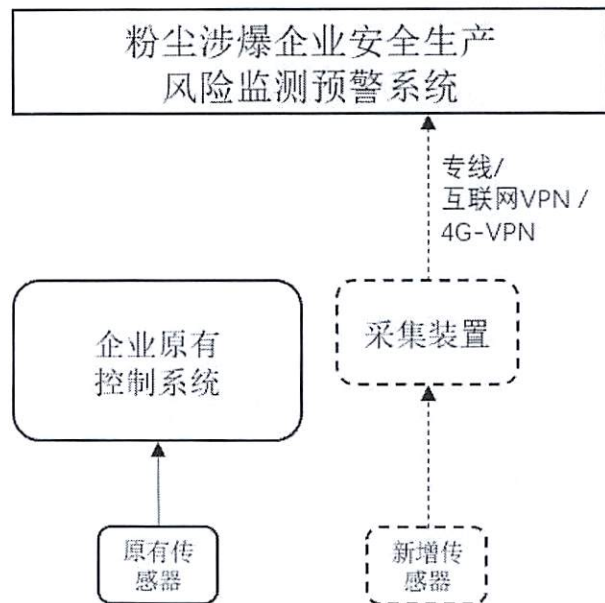 粉尘涉爆企业安全生产
风险监测预警系统
专线/
互联网VPN /
4G-VPN
企业原有
控制系统
采集装置
原有传
感器
新增传
感器